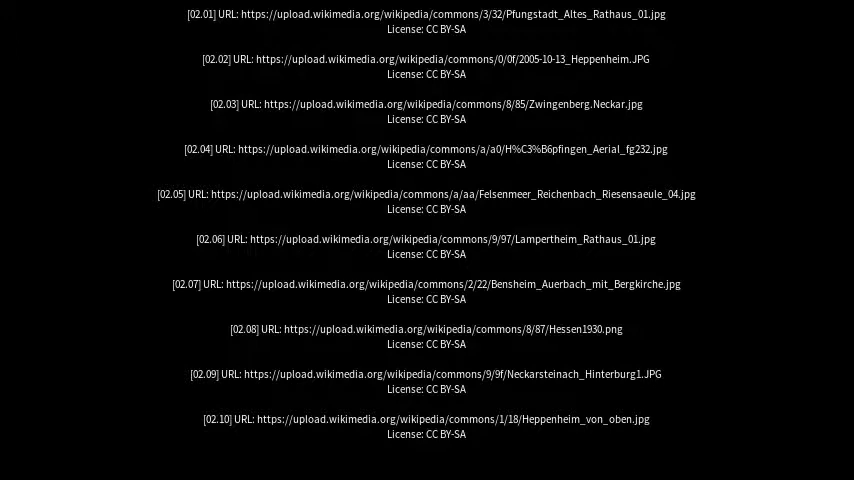 [02.01] URL: https://upload.wikimedia.org/wikipedia/commons/3/32/Pfungstadt_Altes_Rathaus_01.jpg
License: CC BY-SA
[02.02] URL: https://upload.wikimedia.org/wikipedia/commons/0/0f/2005-10-13_Heppenheim.JPG
License: CC BY-SA
[02.03] URL: https://upload.wikimedia.org/wikipedia/commons/8/85/Zwingenberg.Neckar.jpg
License: CC BY-SA
[02.04] URL: https://upload.wikimedia.org/wikipedia/commons/a/a0/H%C3%B6pfingen_Aerial_fg232.jpg
License: CC BY-SA
[02.05] URL: https://upload.wikimedia.org/wikipedia/commons/a/aa/Felsenmeer_Reichenbach_Riesensaeule_04.jpg
License: CC BY-SA
[02.06] URL: https://upload.wikimedia.org/wikipedia/commons/9/97/Lampertheim_Rathaus_01.jpg
License: CC BY-SA
[02.07] URL: https://upload.wikimedia.org/wikipedia/commons/2/22/Bensheim_Auerbach_mit_Bergkirche.jpg
License: CC BY-SA
[02.08] URL: https://upload.wikimedia.org/wikipedia/commons/8/87/Hessen1930.png
License: CC BY-SA
[02.09] URL: https://upload.wikimedia.org/wikipedia/commons/9/9f/Neckarsteinach_Hinterburg1.JPG
License: CC BY-SA
[02.10] URL: https://upload.wikimedia.org/wikipedia/commons/1/18/Heppenheim_von_oben.jpg
License: CC BY-SA